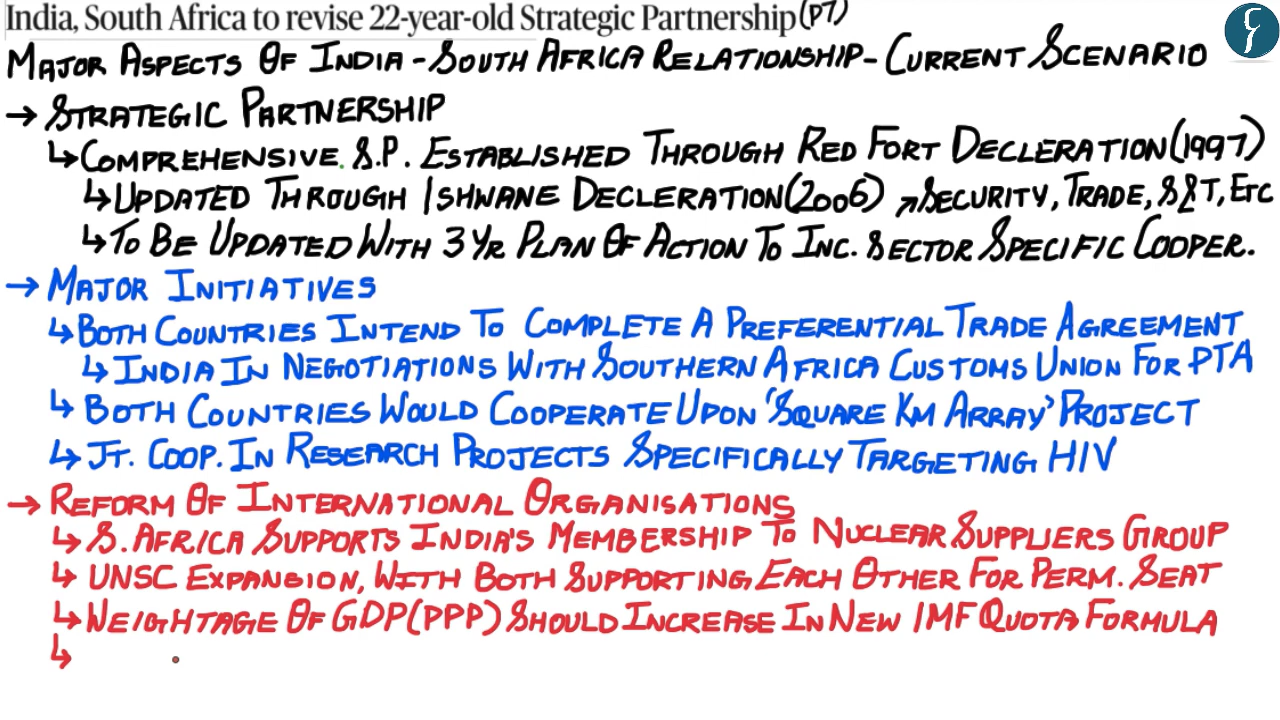 India, South Africa to revise 22-year-old Strategic Partnership (P7)
MAJOR ASPECTS OF INDIA - SOUTH AFRICA RELATIONSHIP - CURRENT SCENARIO
→ STRATEGIC PARTNERSHIP
↳ COMPREHENSIVE S.P. ESTABLISHED THROUGH RED FORT DECLERATION (1997)
↳ UPDATED THROUGH ISHWANE DECLERATION (2006) ↗ SECURITY, TRADE, S&T, ETC
↳ TO BE UPDATED WITH 3 YR PLAN OF ACTION TO INC. SECTOR SPECIFIC COOPER.
→ MAJOR INITIATIVES
↳ BOTH COUNTRIES INTEND TO COMPLETE A PREFERENTIAL TRADE AGREEMENT
↳ INDIA IN NEGOTIATIONS WITH SOUTHERN AFRICA CUSTOMS UNION FOR PTA
↳ BOTH COUNTRIES WOULD COOPERATE UPON 'SQUARE KM ARRAY' PROJECT
↳ JT. COOP. IN RESEARCH PROJECTS SPECIFICALLY TARGETING HIV
→ REFORM OF INTERNATIONAL ORGANISATIONS
↳ S. AFRICA SUPPORTS INDIA'S MEMBERSHIP TO NUCLEAR SUPPLIERS GROUP
↳ UNSC EXPANSION, WITH BOTH SUPPORTING EACH OTHER FOR PERM. SEAT
↳ WEIGHTAGE OF GDP (PPP) SHOULD INCREASE IN NEW IMF QUOTA FORMULA
↳